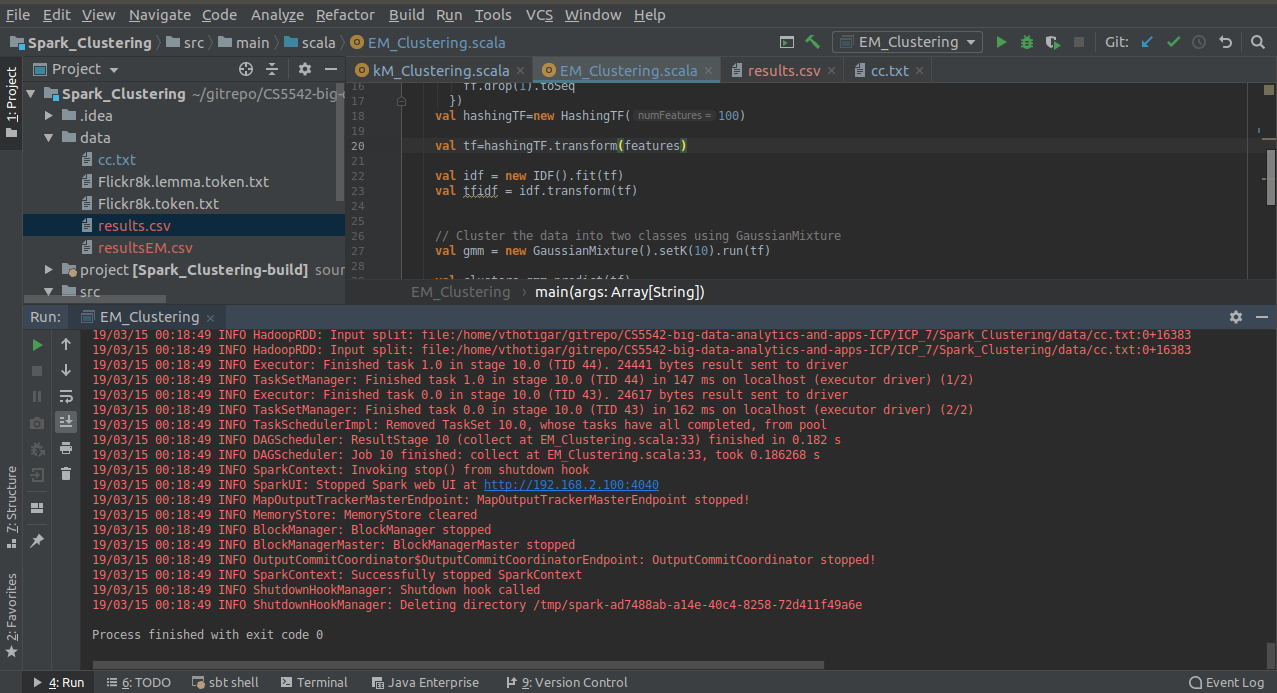 File Edit View Navigate Code Analyze Refactor Build Run Tools VCS Window Help
Spark_Clustering src main scala EM_Clustering.scala EM_Clustering Git:
1: Project
Project
kM_Clustering.scala EM_Clustering.scala results.csv cc.txt
Spark_Clustering ~/gitrepo/CS5542-big-
.idea
data
cc.txt
Flickr8k.lemma.token.txt
Flickr8k.token.txt
results.csv
resultsEM.csv
project [Spark_Clustering-build] sour
src
16 ff.drop(1).toSeq
17 })
18 val hashingTF=new HashingTF( numFeatures = 100)
19
20 val tf=hashingTF.transform(features)
21
22 val idf = new IDF().fit(tf)
23 val tfidf = idf.transform(tf)
24
25
26 // Cluster the data into two classes using GaussianMixture
27 val gmm = new GaussianMixture().setK(10).run(tf)
28
val clusters=gmm.predict(tf)
EM_Clustering main(args: Array[String])
Run: EM_Clustering
19/03/15 00:18:49 INFO HadoopRDD: Input split: file:/home/vthotigar/gitrepo/CS5542-big-data-analytics-and-apps-ICP/ICP_7/Spark_Clustering/data/cc.txt:0+16383
19/03/15 00:18:49 INFO HadoopRDD: Input split: file:/home/vthotigar/gitrepo/CS5542-big-data-analytics-and-apps-ICP/ICP_7/Spark_Clustering/data/cc.txt:0+16383
19/03/15 00:18:49 INFO Executor: Finished task 1.0 in stage 10.0 (TID 44). 24441 bytes result sent to driver
19/03/15 00:18:49 INFO TaskSetManager: Finished task 1.0 in stage 10.0 (TID 44) in 147 ms on localhost (executor driver) (1/2)
19/03/15 00:18:49 INFO Executor: Finished task 0.0 in stage 10.0 (TID 43). 24617 bytes result sent to driver
19/03/15 00:18:49 INFO TaskSetManager: Finished task 0.0 in stage 10.0 (TID 43) in 162 ms on localhost (executor driver) (2/2)
19/03/15 00:18:49 INFO TaskSchedulerImpl: Removed TaskSet 10.0, whose tasks have all completed, from pool
19/03/15 00:18:49 INFO DAGScheduler: ResultStage 10 (collect at EM_Clustering.scala:33) finished in 0.182 s
19/03/15 00:18:49 INFO DAGScheduler: Job 10 finished: collect at EM_Clustering.scala:33, took 0.186268 s
19/03/15 00:18:49 INFO SparkContext: Invoking stop() from shutdown hook
19/03/15 00:18:49 INFO SparkUI: Stopped Spark web UI at http://192.168.2.100:4040
19/03/15 00:18:49 INFO MapOutputTrackerMasterEndpoint: MapOutputTrackerMasterEndpoint stopped!
19/03/15 00:18:49 INFO MemoryStore: MemoryStore cleared
19/03/15 00:18:49 INFO BlockManager: BlockManager stopped
19/03/15 00:18:49 INFO BlockManagerMaster: BlockManagerMaster stopped
19/03/15 00:18:49 INFO OutputCommitCoordinator$OutputCommitCoordinatorEndpoint: OutputCommitCoordinator stopped!
19/03/15 00:18:49 INFO SparkContext: Successfully stopped SparkContext
19/03/15 00:18:49 INFO ShutdownHookManager: Shutdown hook called
19/03/15 00:18:49 INFO ShutdownHookManager: Deleting directory /tmp/spark-ad7488ab-a14e-40c4-8258-72d411f49a6e
Process finished with exit code 0
7: Structure
2: Favorites
4: Run 6: TODO sbt shell Terminal Java Enterprise 9: Version Control Event Log